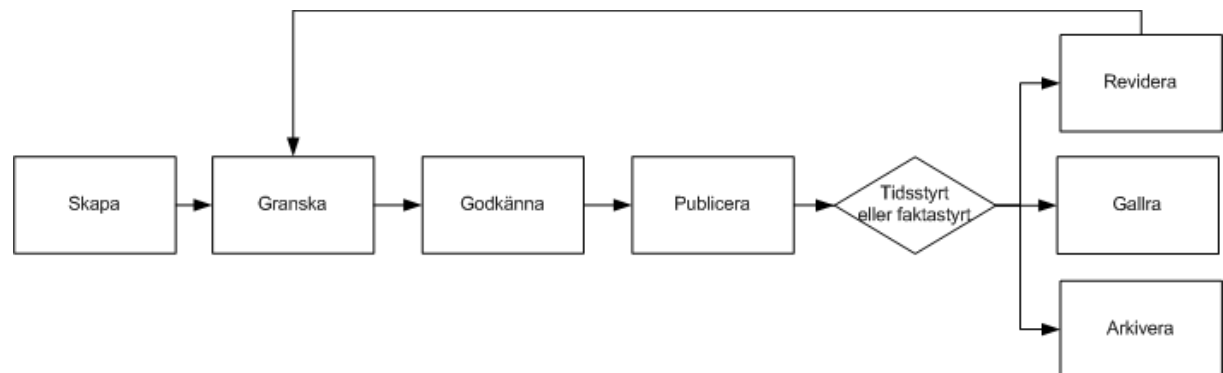 Revidera
Skapa
Granska
Godkänna
Publicera
Tidsstyrt
eller faktastyrt
Gallra
Arkivera